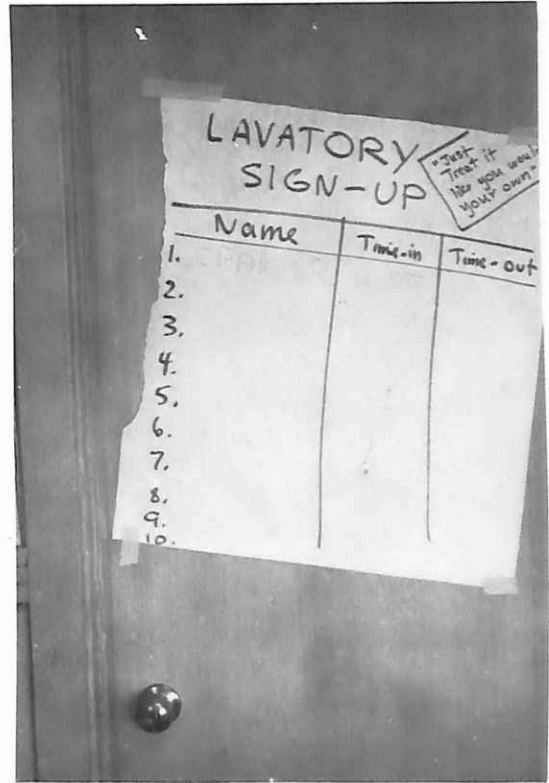 LAVATORY
SIGN-UP
"Just
Treat it
like you would
your own"
Name Time-in Time-out
1.
2.
3.
4.
5.
6.
7.
8.
9.
10.